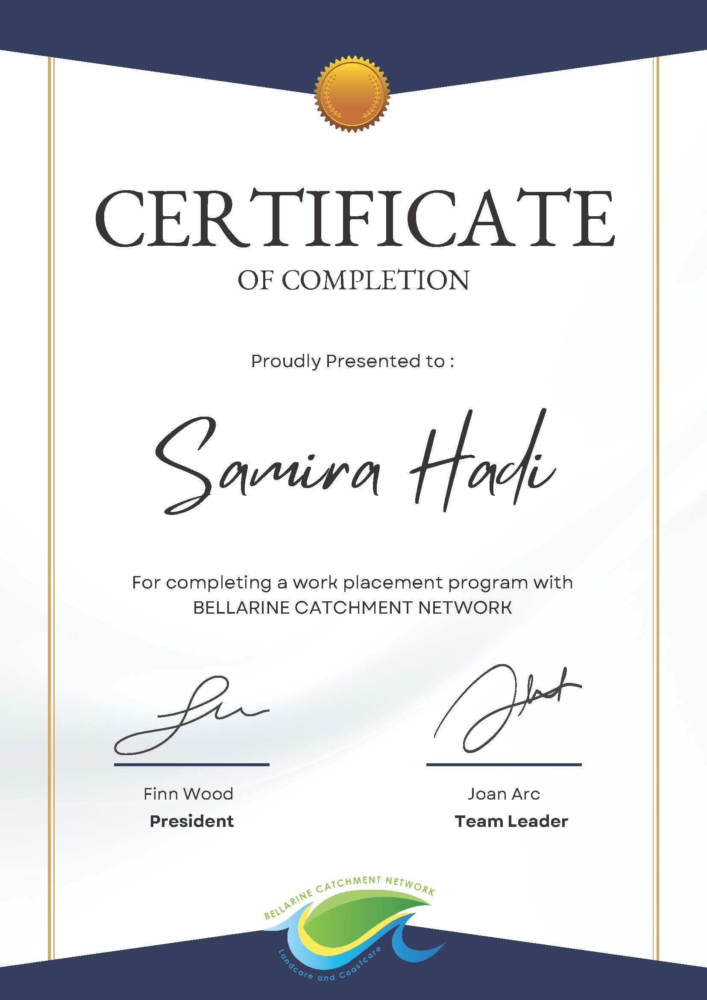 CERTIFICATE
OF COMPLETION
Proudly Presented to :
Samira Hadi
For completing a work placement program with
BELLARINE CATCHMENT NETWORK
Finn Wood
President
Joan Arc
Team Leader
BELLARINE CATCHMENT NETWORK
Landcare and Coastcare